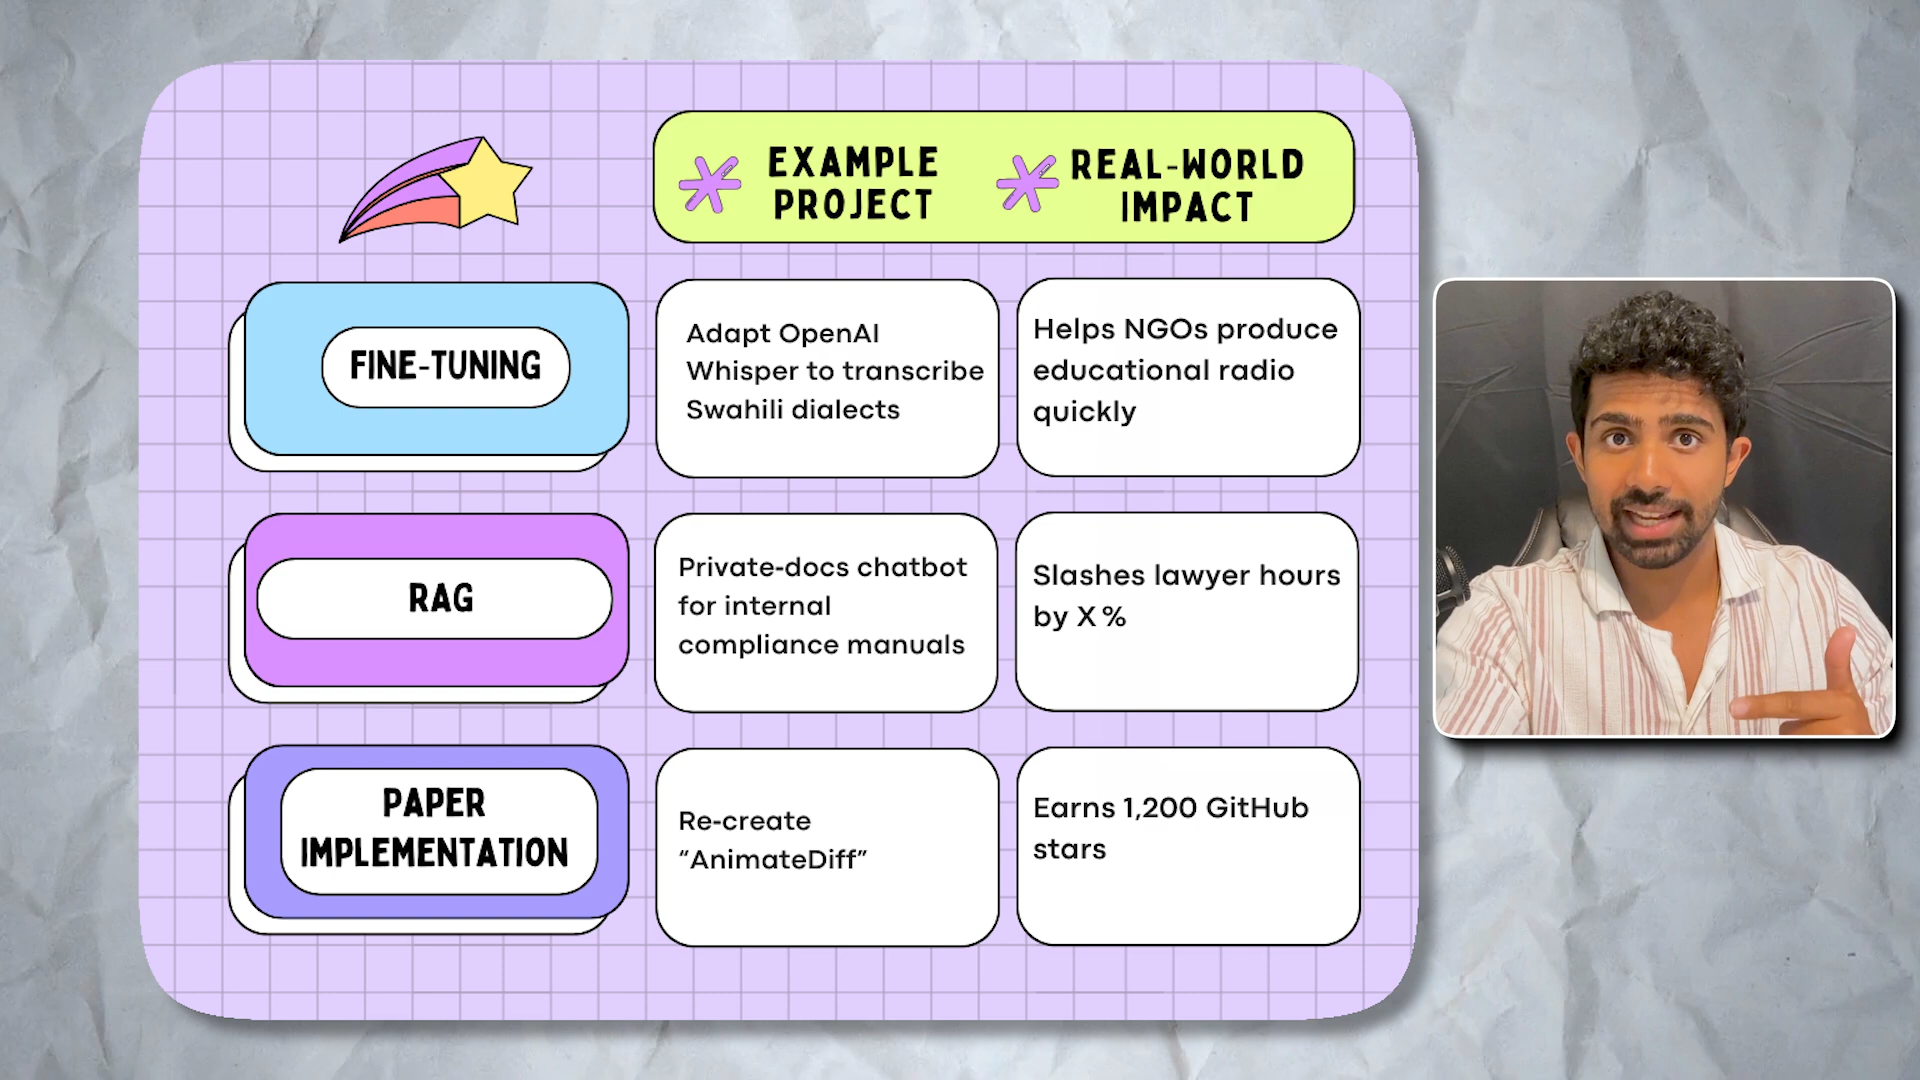 EXAMPLE
PROJECT
REAL-WORLD
IMPACT
FINE-TUNING
Adapt OpenAI
Whisper to transcribe
Swahili dialects
Helps NGOs produce
educational radio
quickly
RAG
Private-docs chatbot
for internal
compliance manuals
Slashes lawyer hours
by X %
PAPER
IMPLEMENTATION
Re-create
“AnimateDiff”
Earns 1,200 GitHub
stars